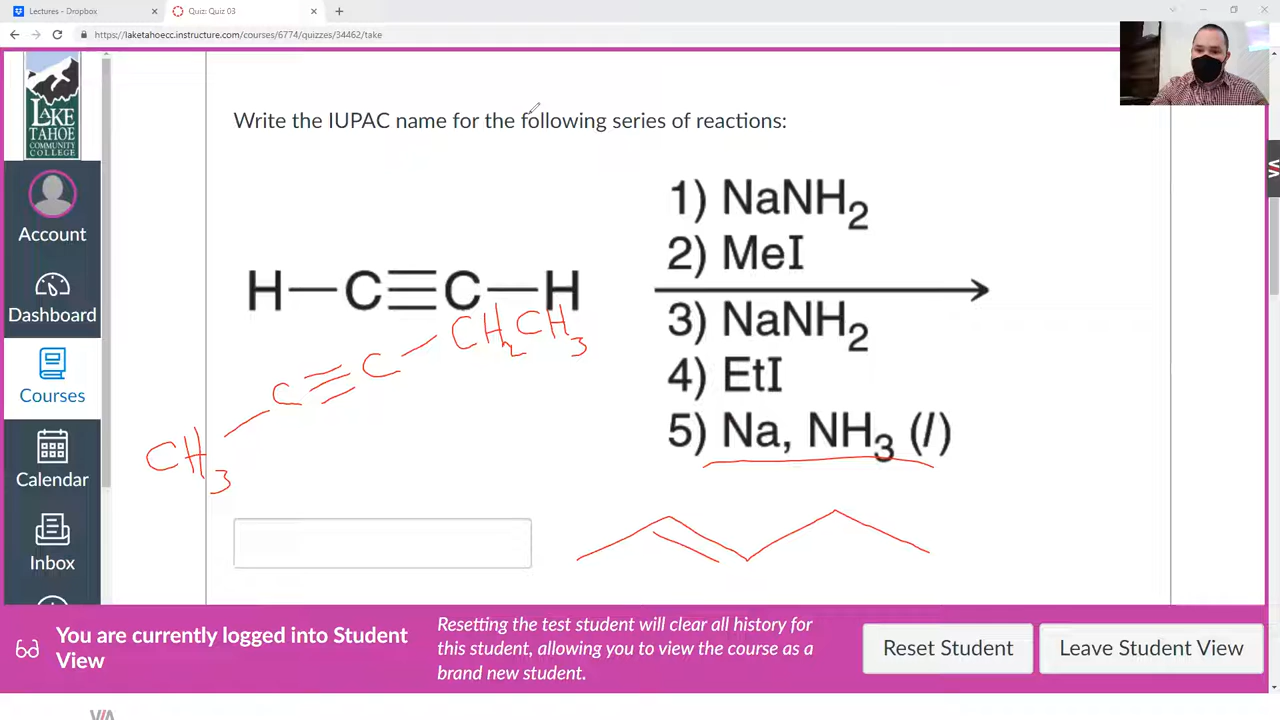 Lectures - Dropbox
Quiz: Quiz 03
https://laketahoecc.instructure.com/courses/6774/quizzes/34462/take
LAKE
TAHOE
COMMUNITY
COLLEGE
Account
Dashboard
Courses
Calendar
Inbox
Write the IUPAC name for the following series of reactions:
H—C≡C—H
1) NaNH₂
2) MeI
3) NaNH₂
4) EtI
5) Na, NH₃ (l)
CH₃—C≡C—CH₂CH₃
You are currently logged into Student
View
Resetting the test student will clear all history for
this student, allowing you to view the course as a
brand new student.
Reset Student
Leave Student View